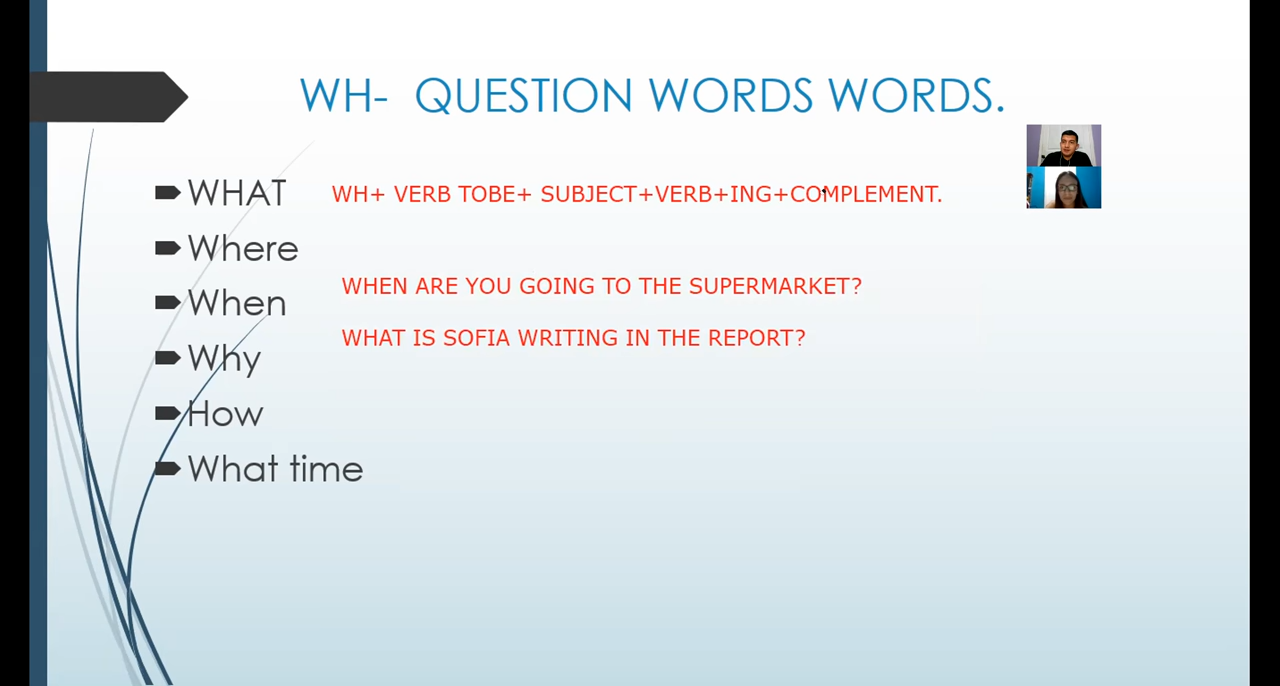 WH- QUESTION WORDS WORDS.
WHAT
WH+ VERB TOBE+ SUBJECT+VERB+ING+COMPLEMENT.
Where
WHEN ARE YOU GOING TO THE SUPERMARKET?
When
WHAT IS SOFIA WRITING IN THE REPORT?
Why
How
What time